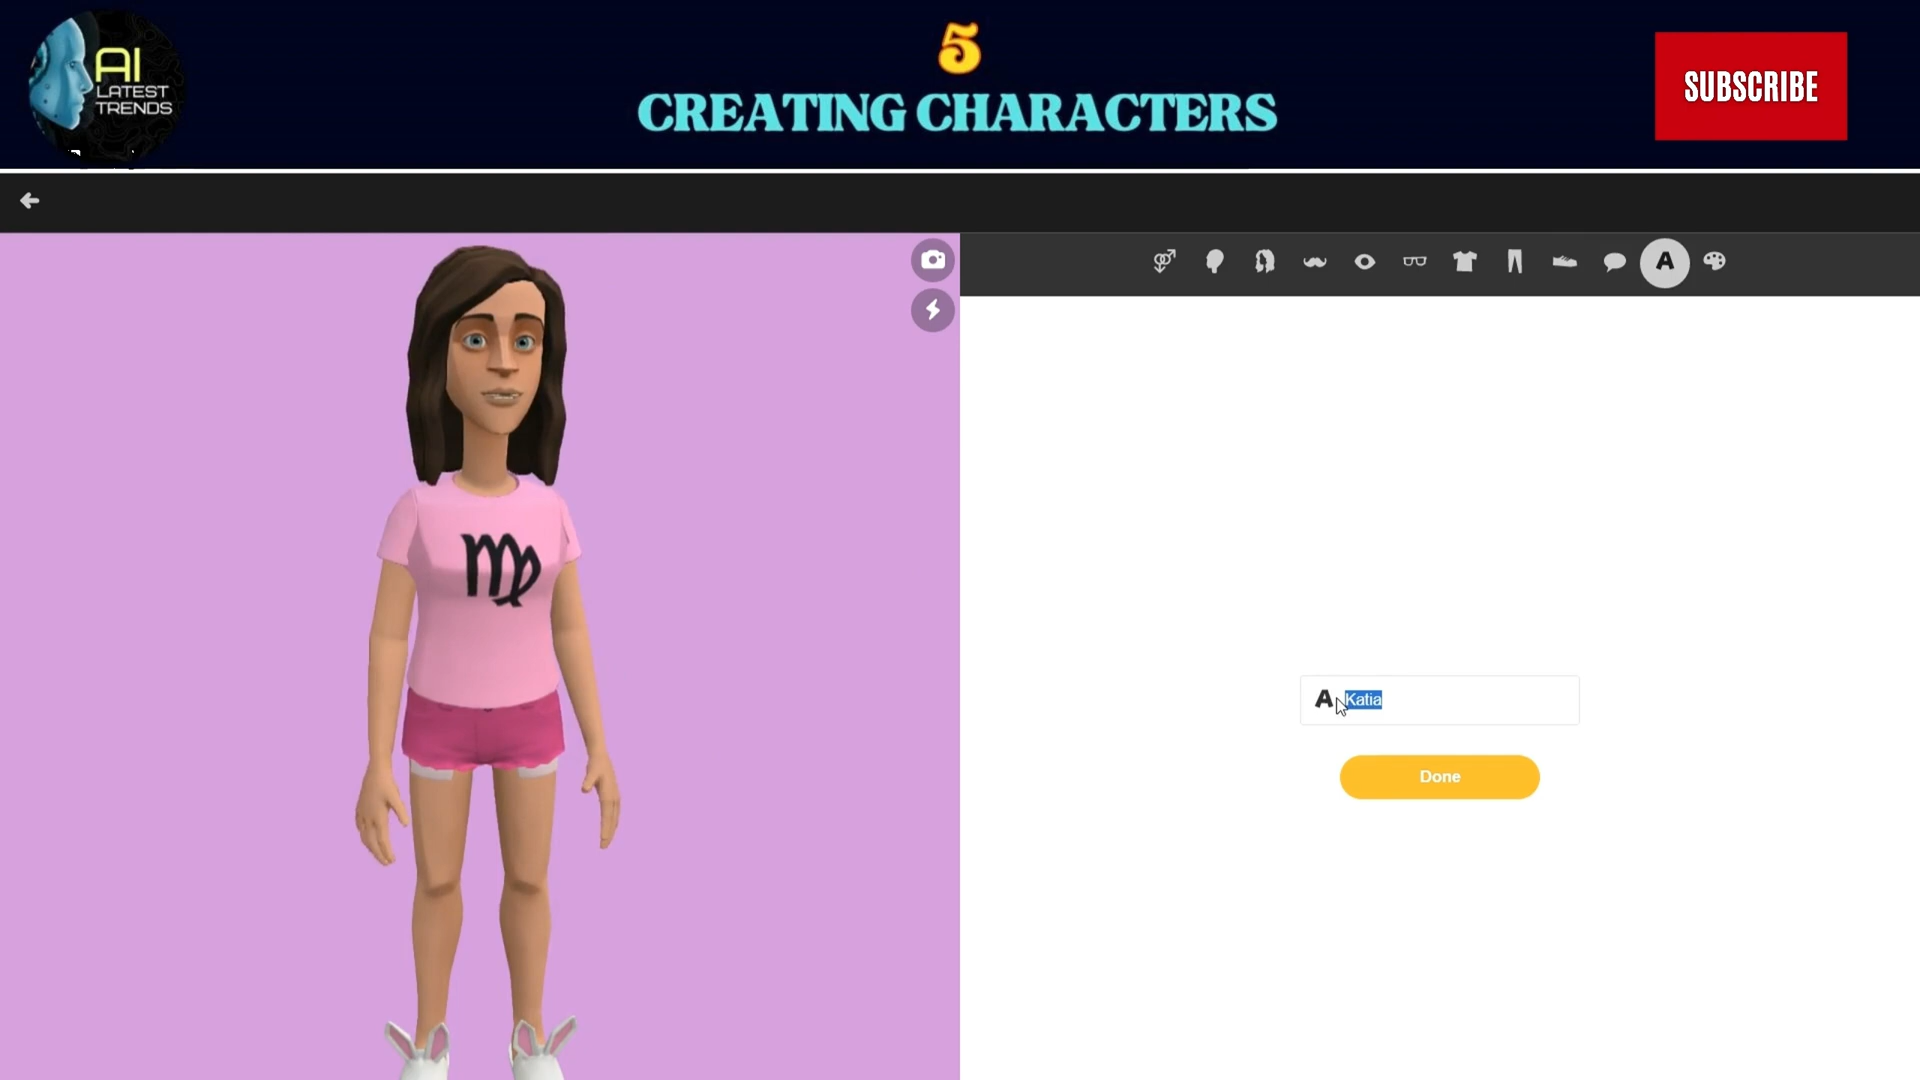 AI
LATEST
TRENDS
5
CREATING CHARACTERS
SUBSCRIBE
A
A Katia
Done